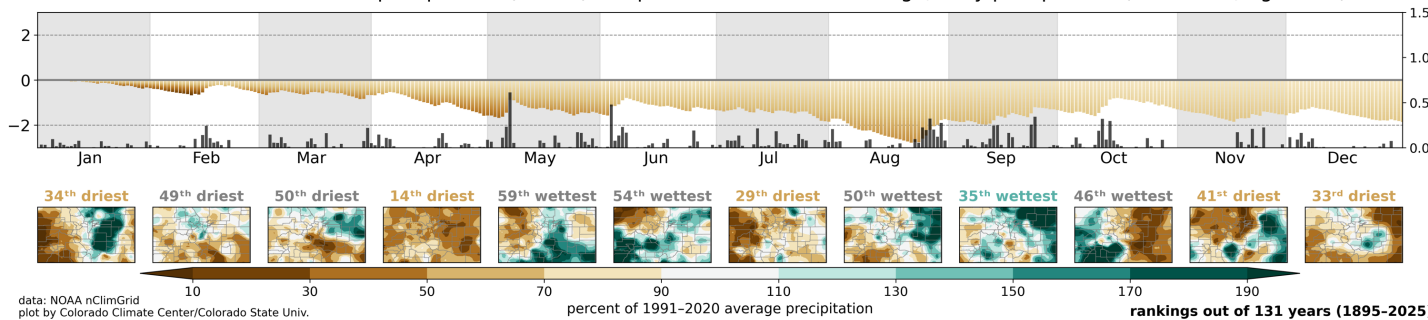 1.5
2
1.0
0
0.5
−2
0.0
Jan Feb Mar Apr May Jun Jul Aug Sep Oct Nov Dec
34th driest 49th driest 50th driest 14th driest 59th wettest 54th wettest 29th driest 50th wettest 35th wettest 46th wettest 41st driest 33rd driest
10 30 50 70 90 110 130 150 170 190
data: NOAA nClimGrid
plot by Colorado Climate Center/Colorado State Univ.
percent of 1991–2020 average precipitation
rankings out of 131 years (1895–2025